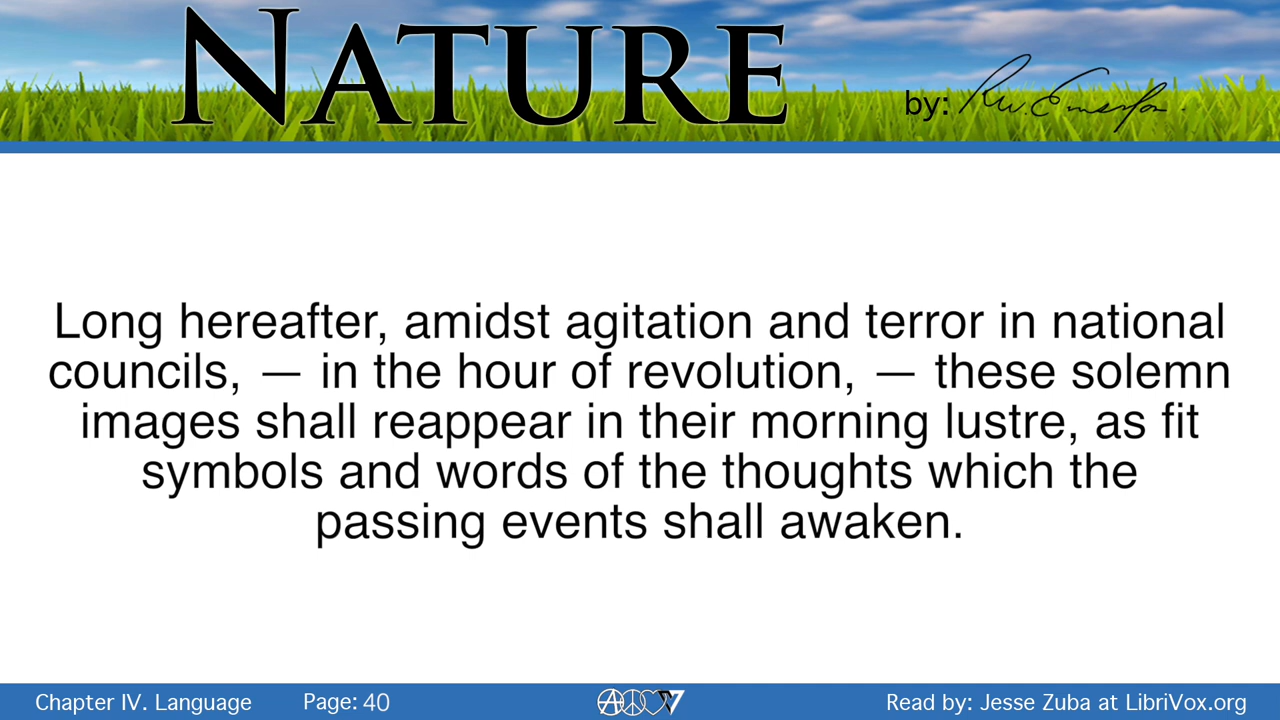 NATURE
by: R.W. Emerson.
Long hereafter, amidst agitation and terror in national
councils, — in the hour of revolution, — these solemn
images shall reappear in their morning lustre, as fit
symbols and words of the thoughts which the
passing events shall awaken.
Chapter IV. Language Page: 40 Read by: Jesse Zuba at LibriVox.org